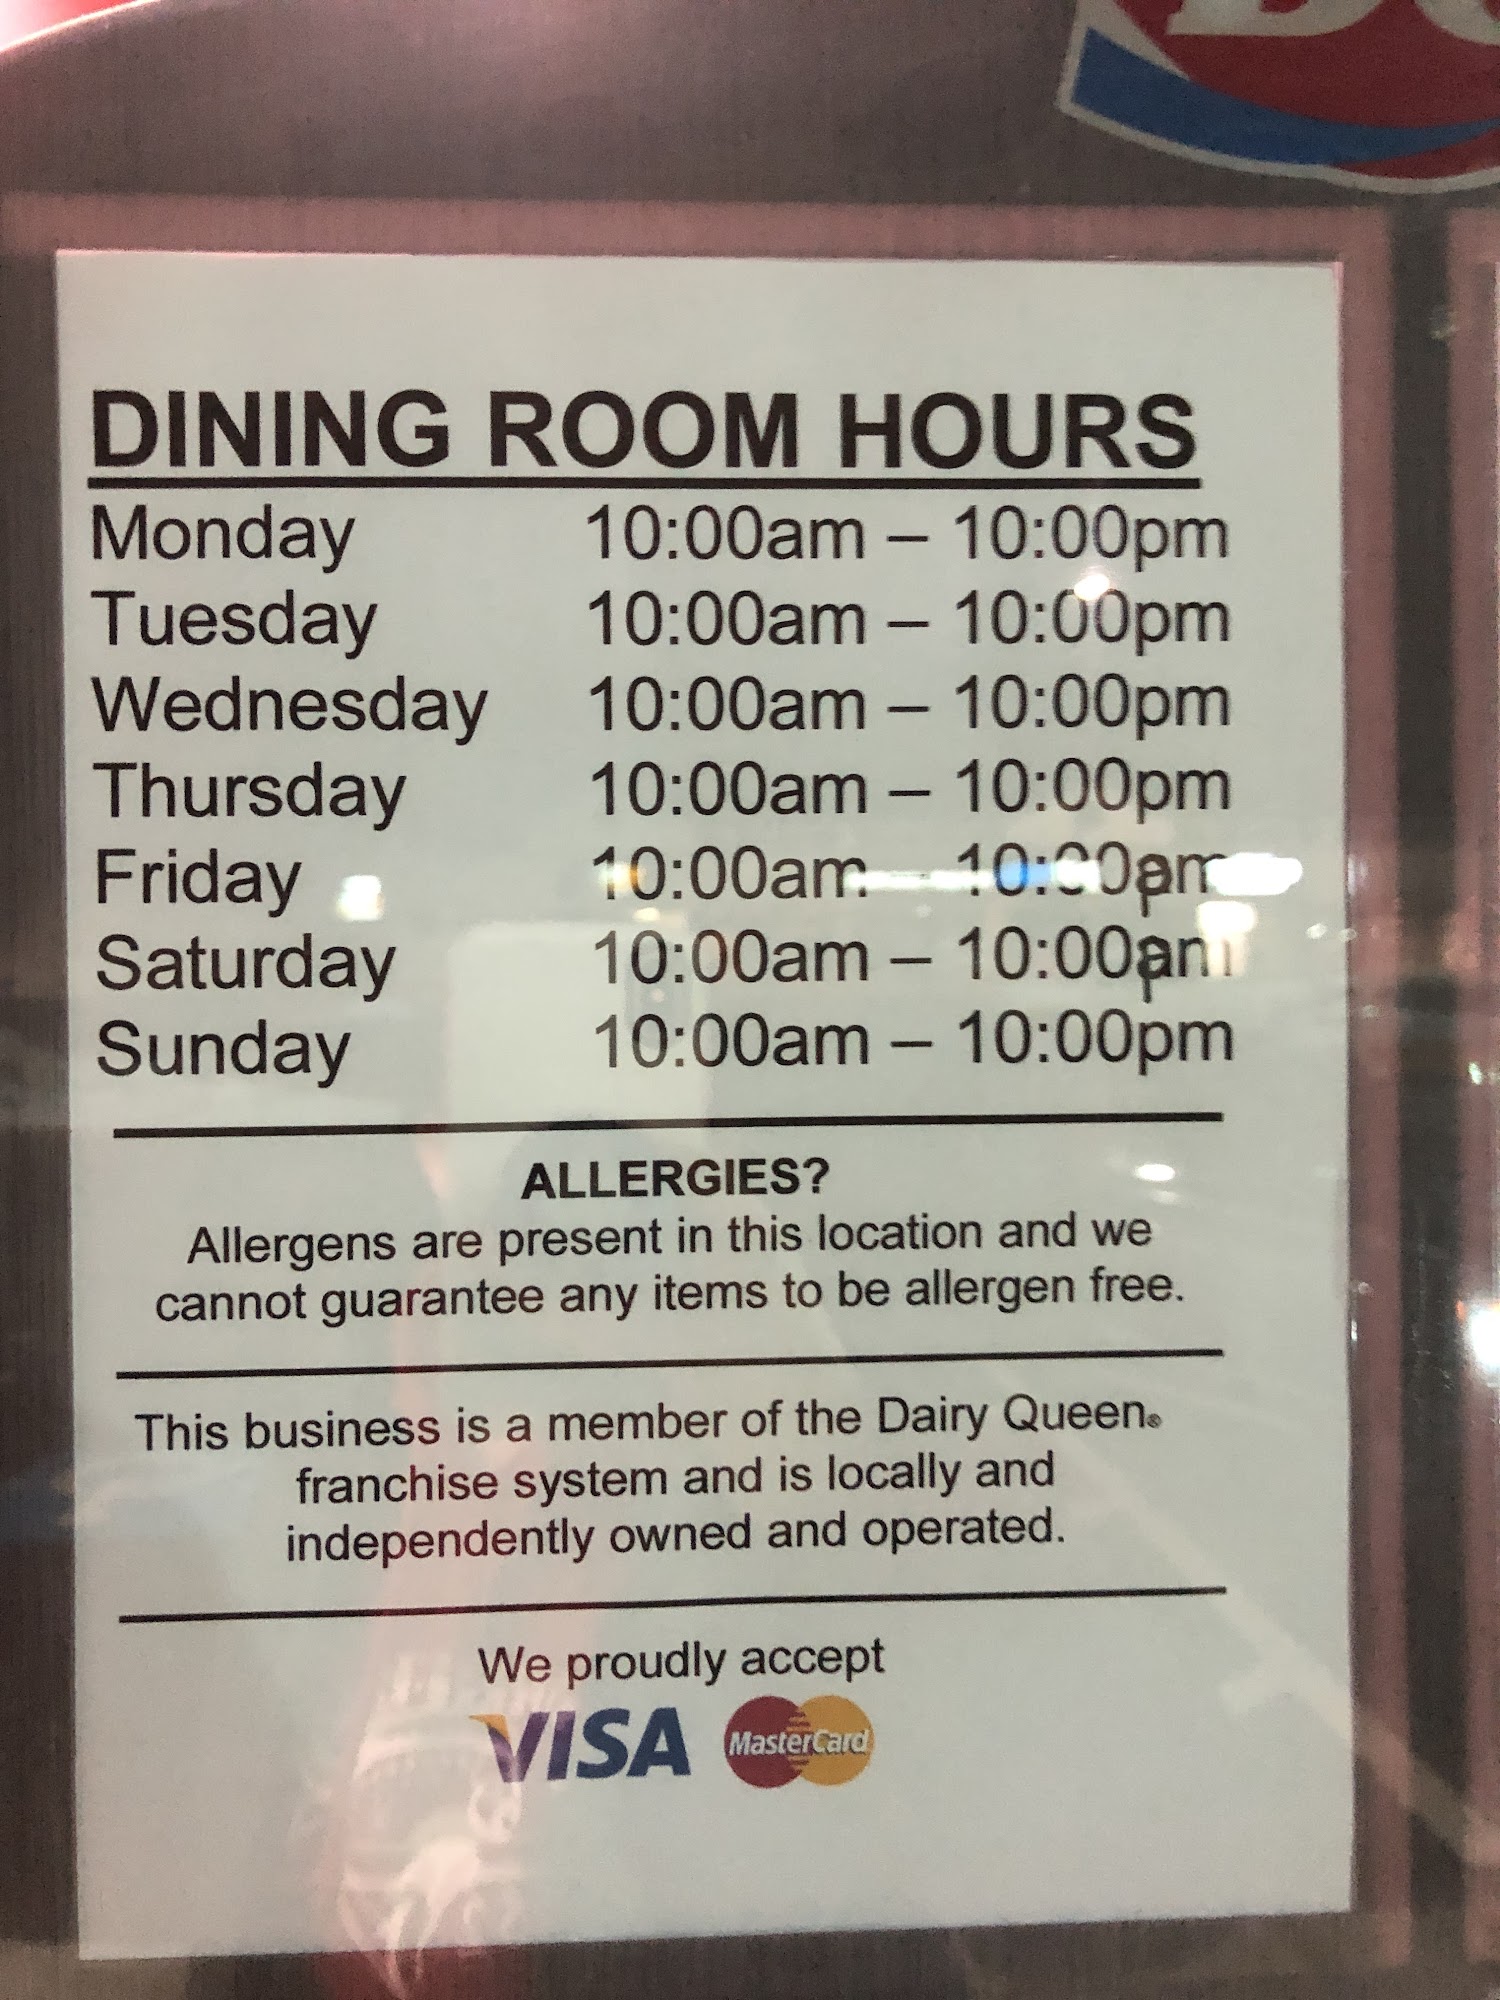 DINING ROOM HOURS
Monday 10:00am – 10:00pm
Tuesday 10:00am – 10:00pm
Wednesday 10:00am – 10:00pm
Thursday 10:00am – 10:00pm
Friday 10:00am – 10:00pm
Saturday 10:00am – 10:00pm
Sunday 10:00am – 10:00pm
ALLERGIES?
Allergens are present in this location and we
cannot guarantee any items to be allergen free.
This business is a member of the Dairy Queen®
franchise system and is locally and
independently owned and operated.
We proudly accept
VISA MasterCard